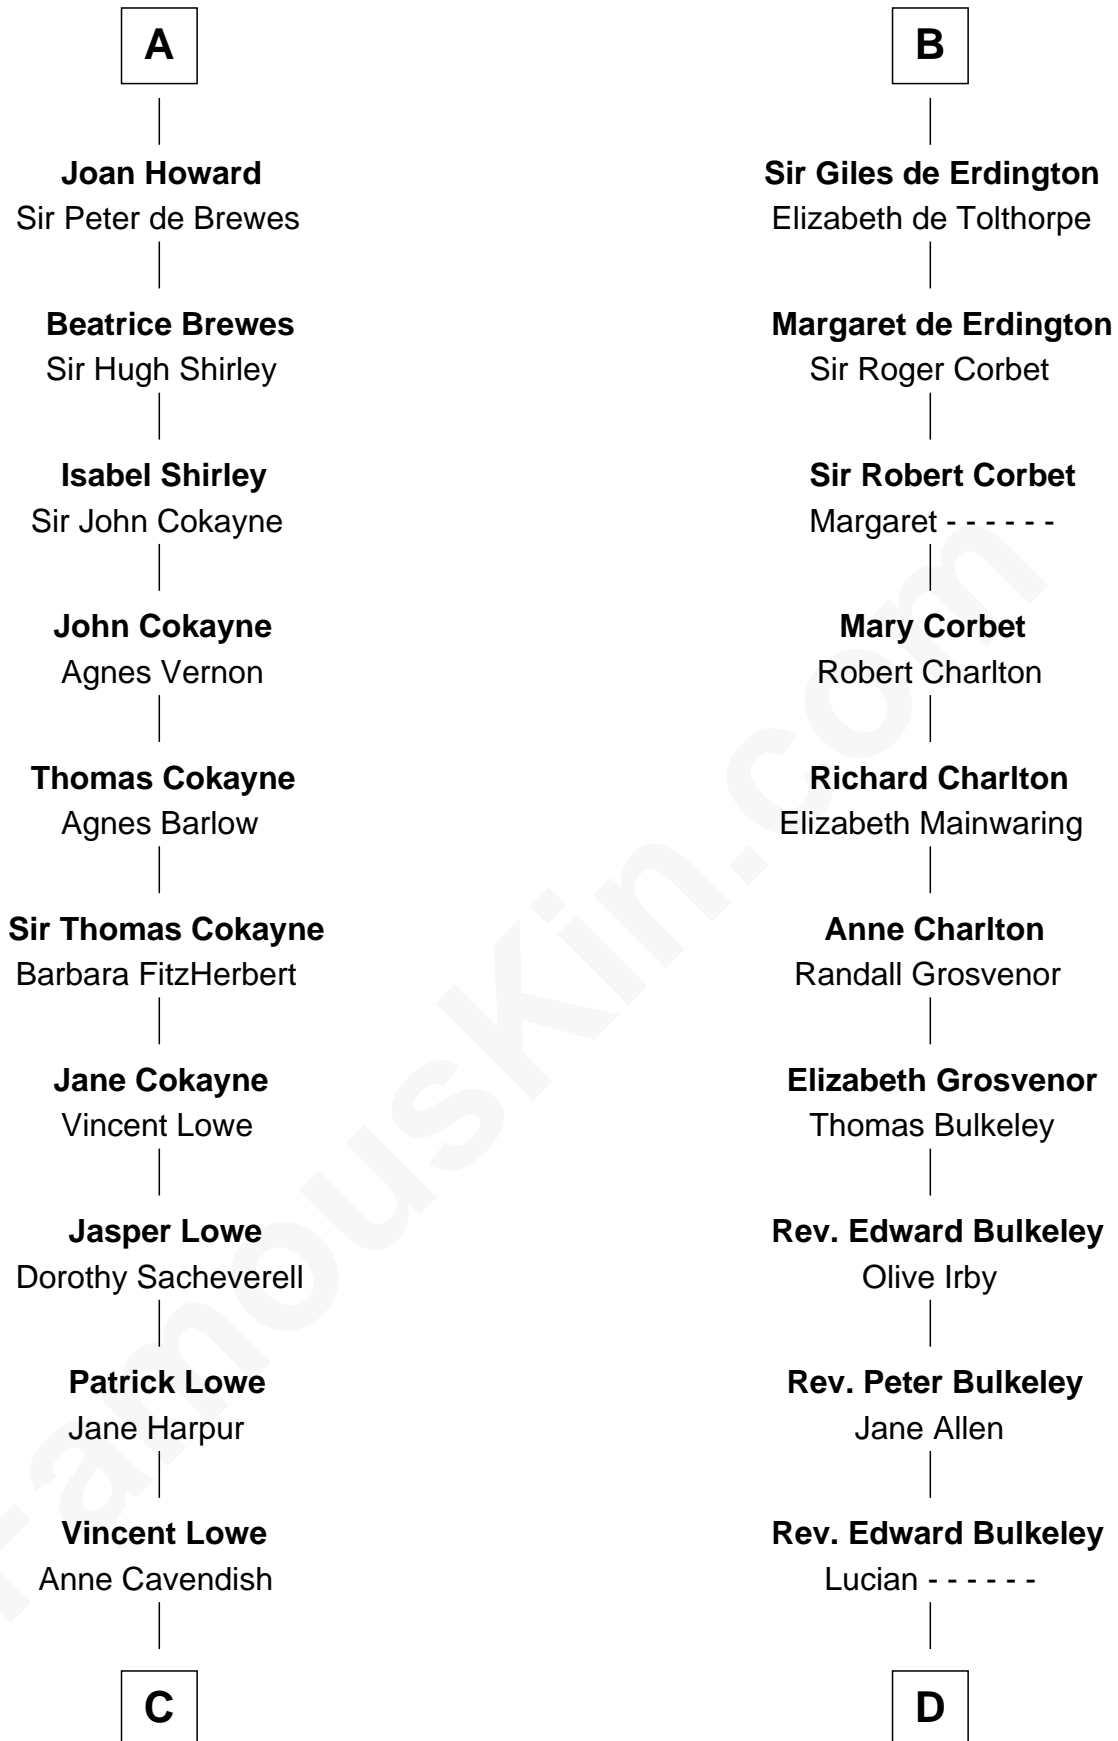 A
Joan Howard
Sir Peter de Brewes
Beatrice Brewes
Sir Hugh Shirley
Isabel Shirley
Sir John Cokayne
John Cokayne
Agnes Vernon
Thomas Cokayne
Agnes Barlow
Sir Thomas Cokayne
Barbara FitzHerbert
Jane Cokayne
Vincent Lowe
Jasper Lowe
Dorothy Sacheverell
Patrick Lowe
Jane Harpur
Vincent Lowe
Anne Cavendish
C
B
Sir Giles de Erdington
Elizabeth de Tolthorpe
Margaret de Erdington
Sir Roger Corbet
Sir Robert Corbet
Margaret - - - - - -
Mary Corbet
Robert Charlton
Richard Charlton
Elizabeth Mainwaring
Anne Charlton
Randall Grosvenor
Elizabeth Grosvenor
Thomas Bulkeley
Rev. Edward Bulkeley
Olive Irby
Rev. Peter Bulkeley
Jane Allen
Rev. Edward Bulkeley
Lucian - - - - - -
D
FamousKin.com